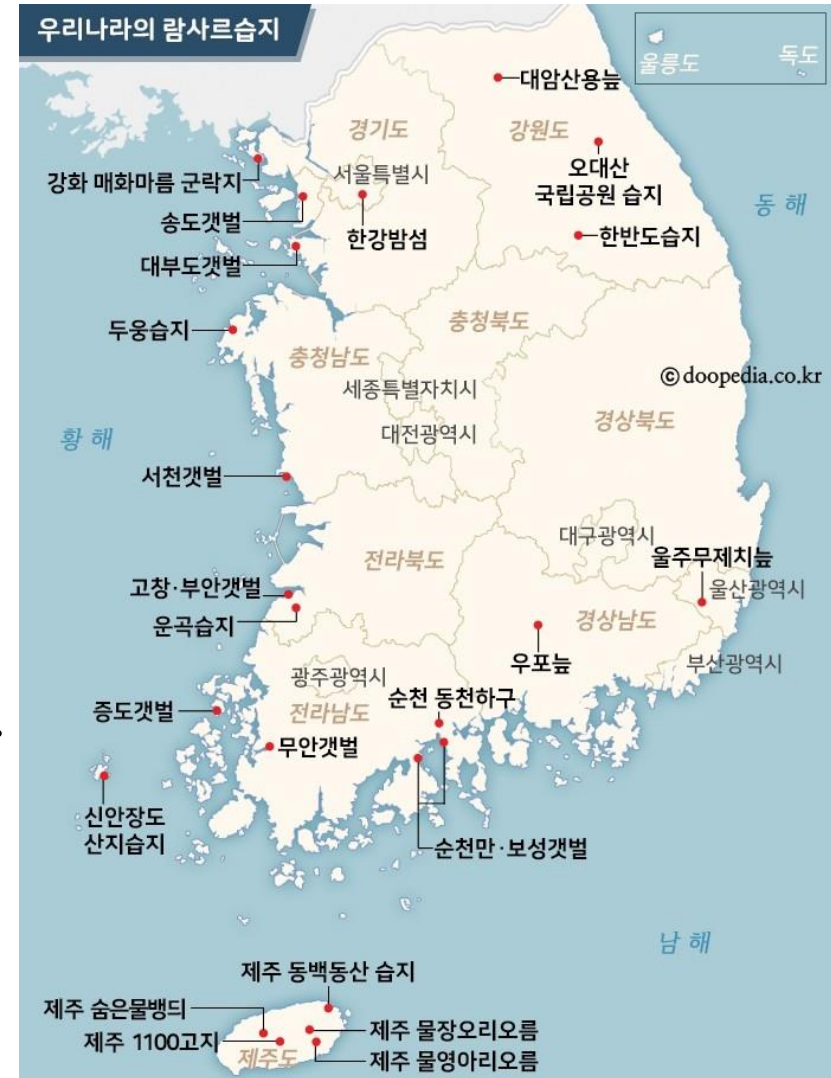 우리나라의 람사르습지
울릉도
독도
대암산용늪
경기도
강원도
오대산
국립공원 습지
강화 매화마름 군락지
서울특별시
송도갯벌
한강밤섬
동해
한반도습지
대부도갯벌
두웅습지
충청북도
충청남도
ⓒdoopedia.co.kr
세종특별자치시
경상북도
대전광역시
황해
서천갯벌
대구광역시
전라북도
울주무제치늪
고창·부안갯벌
울산광역시
운곡습지
경상남도
우포늪
부산광역시
광주광역시
순천 동천하구
증도갯벌
전라남도
무안갯벌
신안장도
산지습지
순천만·보성갯벌
남해
제주 동백동산 습지
제주 숨은물뱅듸
제주 물장오리오름
제주 1100고지
제주도
제주 물영아리오름